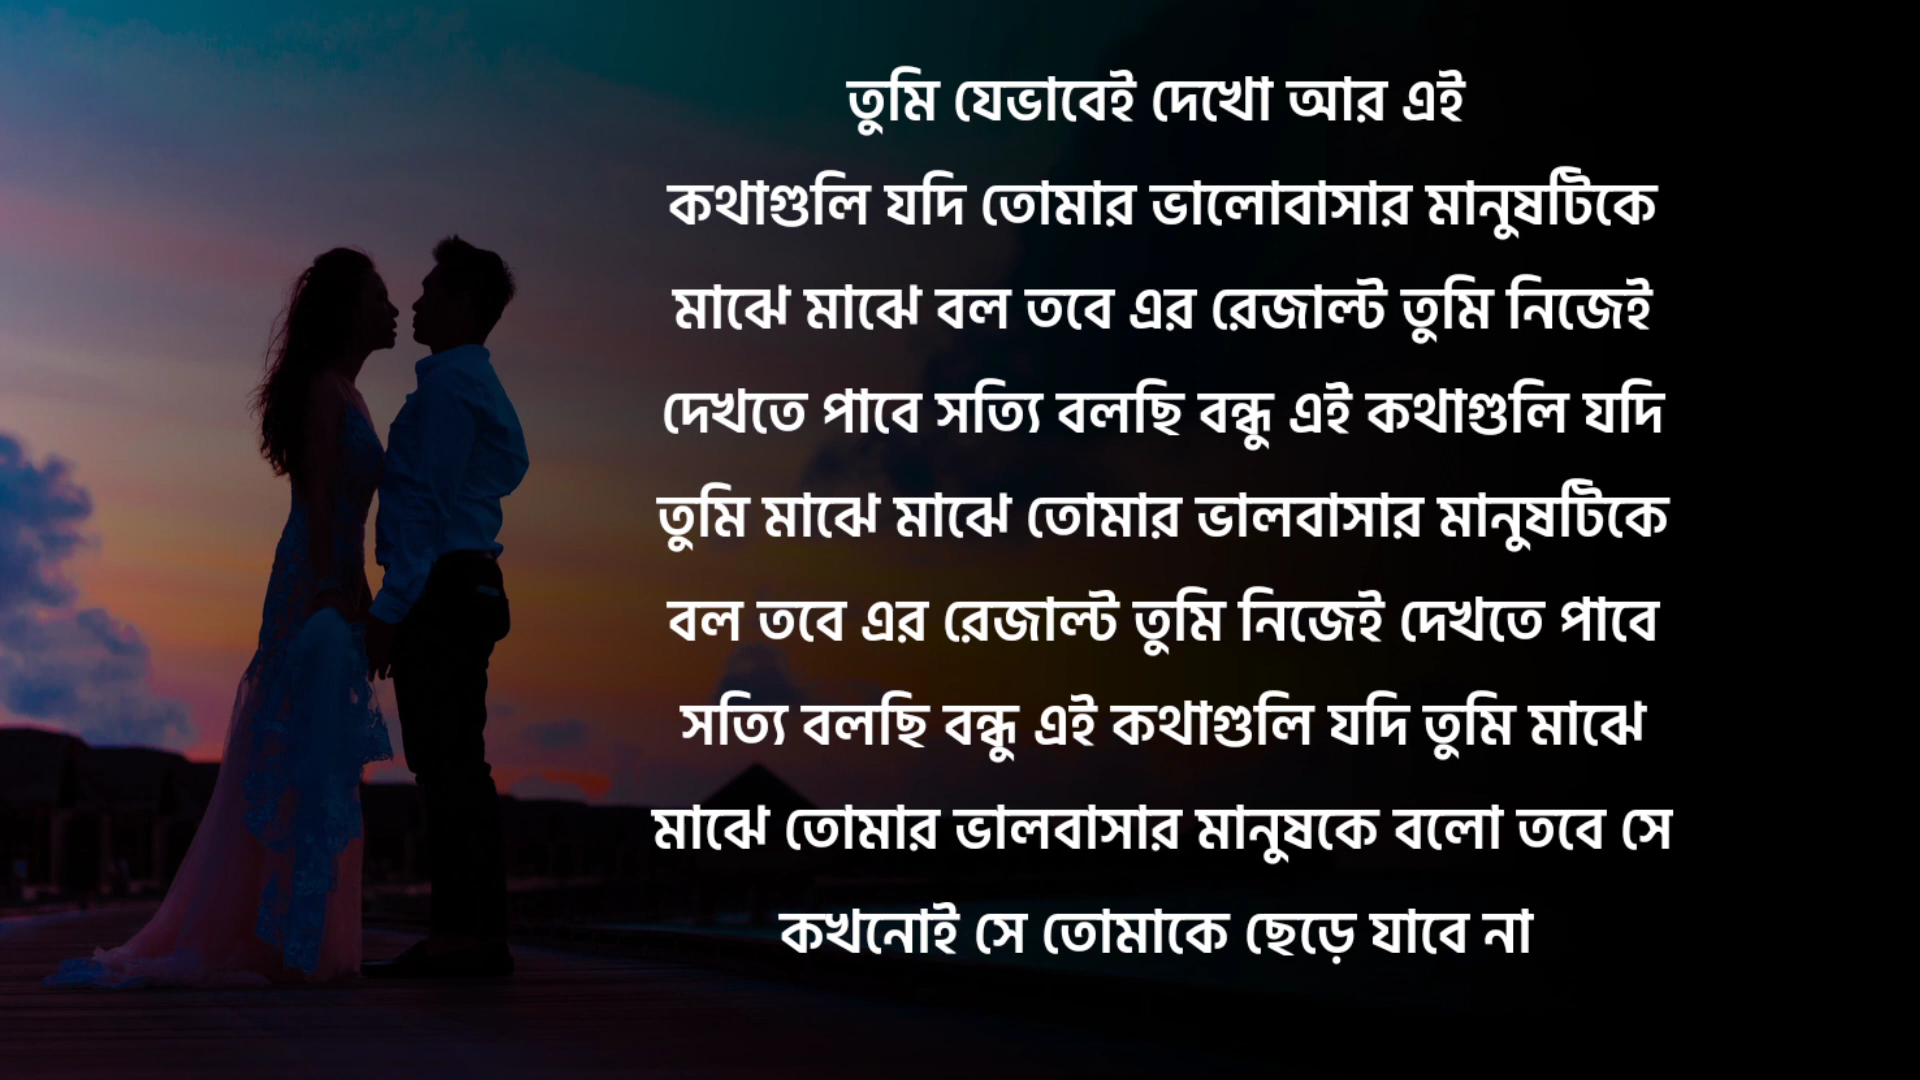 তুমি যেভাবেই দেখো আর এই
কথাগুলি যদি তোমার ভালোবাসার মানুষটিকে
মাঝে মাঝে বল তবে এর রেজাল্ট তুমি নিজেই
দেখতে পাবে সত্যি বলছি বন্ধু এই কথাগুলি যদি
তুমি মাঝে মাঝে তোমার ভালবাসার মানুষটিকে
বল তবে এর রেজাল্ট তুমি নিজেই দেখতে পাবে
সত্যি বলছি বন্ধু এই কথাগুলি যদি তুমি মাঝে
মাঝে তোমার ভালবাসার মানুষকে বলো তবে সে
কখনোই সে তোমাকে ছেড়ে যাবে না